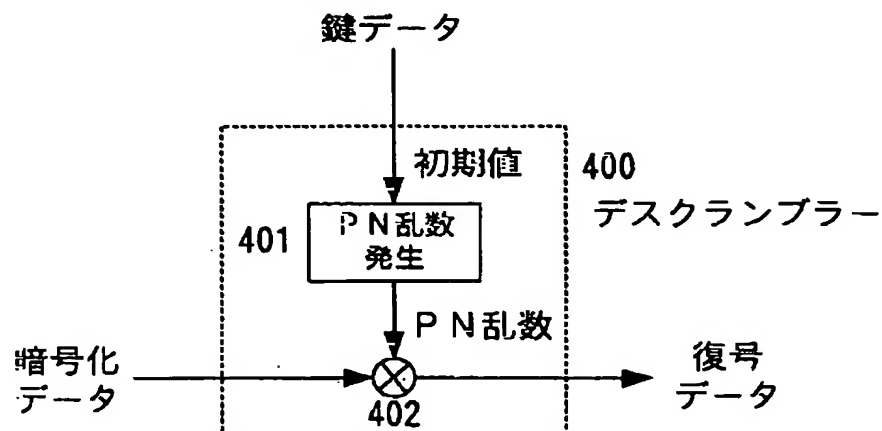 鍵データ
初期値
400
デスクランブラー
401
ＰＮ乱数
発生
ＰＮ乱数
暗号化
データ
402
復号
データ